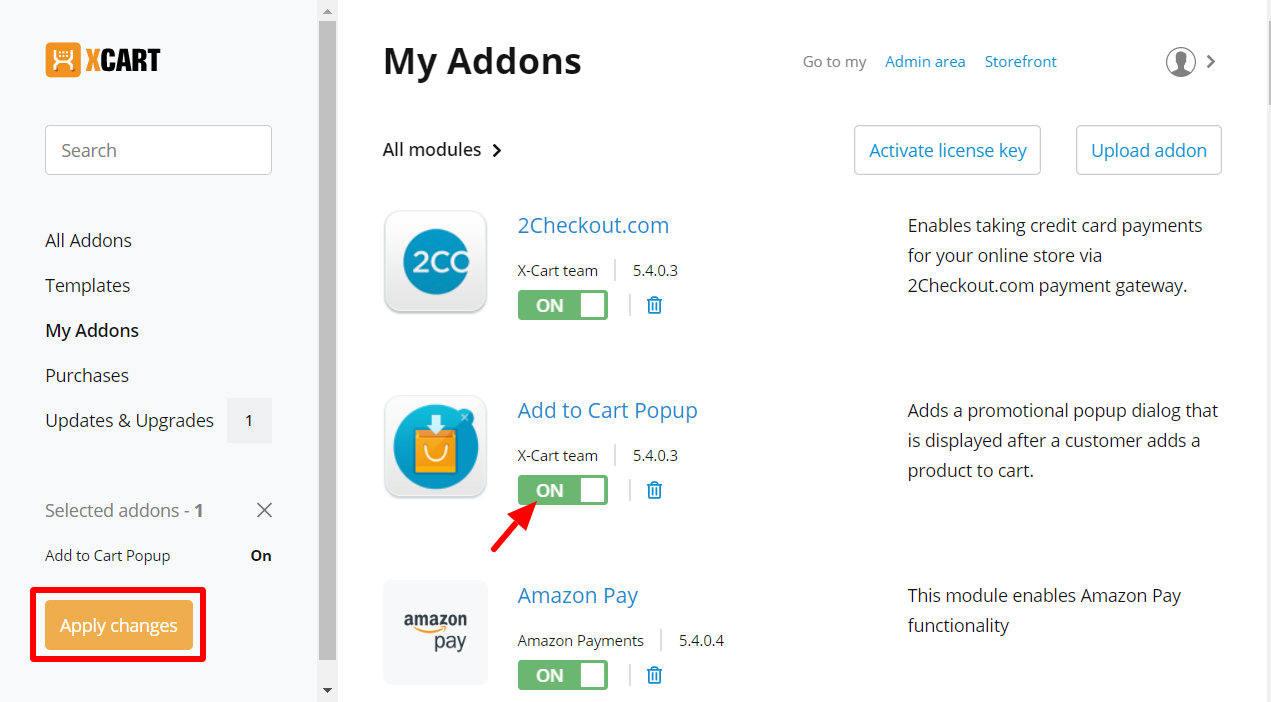 XCART
Search
All Addons
Templates
My Addons
Purchases
Updates & Upgrades 1
Selected addons - 1
Add to Cart Popup On
Apply changes
My Addons
Go to my Admin area Storefront
All modules
Activate license key Upload addon
2CO
2Checkout.com
X-Cart team 5.4.0.3
ON
Enables taking credit card payments
for your online store via
2Checkout.com payment gateway.
Add to Cart Popup
X-Cart team 5.4.0.3
ON
Adds a promotional popup dialog that
is displayed after a customer adds a
product to cart.
amazon
pay
Amazon Pay
Amazon Payments 5.4.0.4
ON
This module enables Amazon Pay
functionality